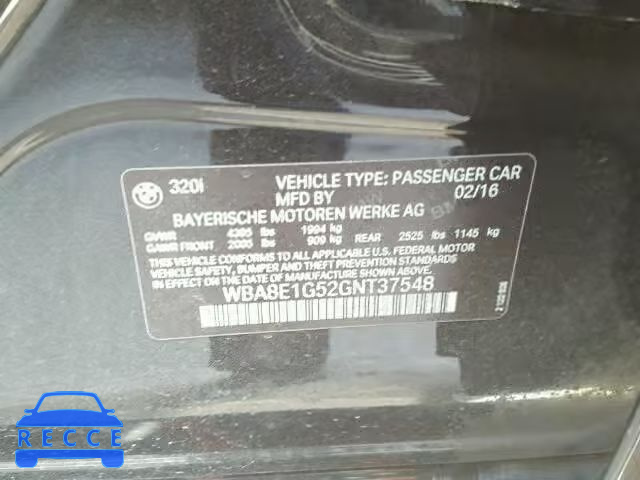 320i VEHICLE TYPE: PASSENGER CAR
MFD BY 02/16
BAYERISCHE MOTOREN WERKE AG
GVWR 4395 lbs 1994 kg
GAWR FRONT 2005 lbs 909 kg REAR 2525 lbs 1145 kg
THIS VEHICLE CONFORMS TO ALL APPLICABLE U.S. FEDERAL MOTOR
VEHICLE SAFETY, BUMPER AND THEFT PREVENTION STANDARDS
IN EFFECT ON THE DATE OF MANUFACTURE SHOWN ABOVE.
WBA8E1G52GNT37548
RECCE